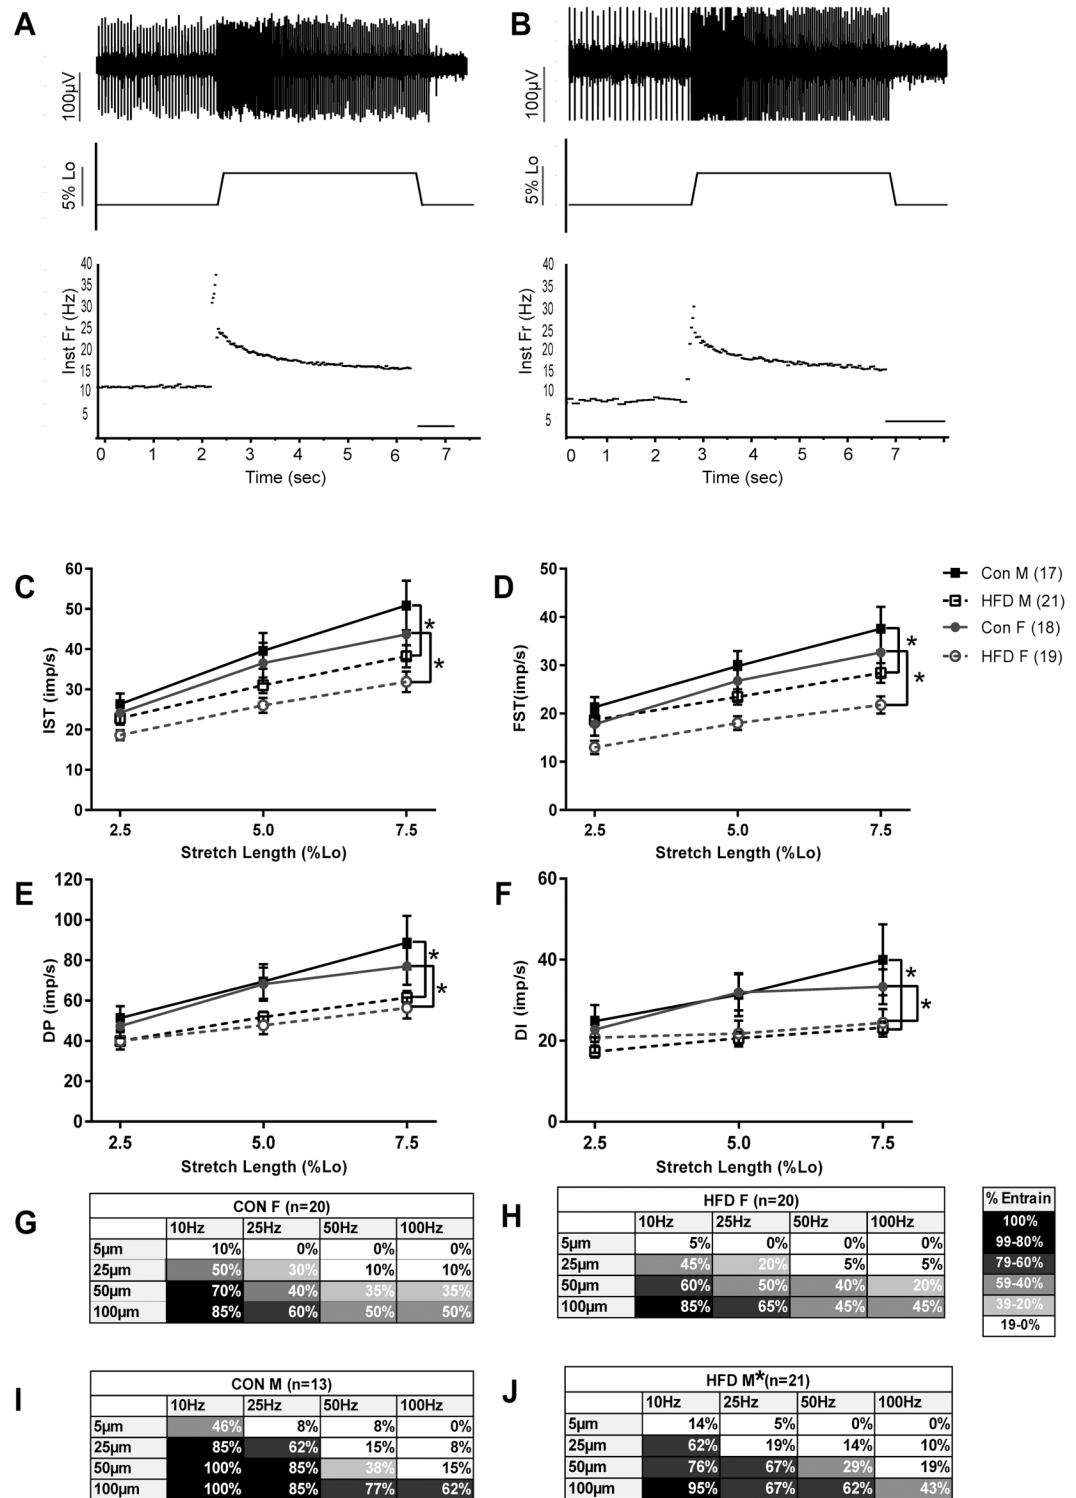 A
B
100μV
100μV
5% Lo
5% Lo
Inst Fr (Hz)
40
35
30
25
20
15
10
5
0 1 2 3 4 5 6 7
Time (sec)
Inst Fr (Hz)
40
35
30
25
20
15
10
5
0 1 2 3 4 5 6 7
Time (sec)
C
IST (imp/s)
60
50
40
30
20
10
0
2.5 5.0 7.5
Stretch Length (%Lo)
*
*
D
FST(imp/s)
50
40
30
20
10
0
2.5 5.0 7.5
Stretch Length (%Lo)
*
*
Con M (17)
HFD M (21)
Con F (18)
HFD F (19)
E
DP (imp/s)
120
100
80
60
40
20
0
2.5 5.0 7.5
Stretch Length (%Lo)
*
*
F
DI (imp/s)
60
40
20
0
2.5 5.0 7.5
Stretch Length (%Lo)
*
*
G
CON F (n=20)
10Hz 25Hz 50Hz 100Hz
5μm 10% 0% 0% 0%
25μm 50% 30% 10% 10%
50μm 70% 40% 35% 35%
100μm 85% 60% 50% 50%
H
HFD F (n=20)
10Hz 25Hz 50Hz 100Hz
5μm 5% 0% 0% 0%
25μm 45% 20% 5% 5%
50μm 60% 50% 40% 20%
100μm 85% 65% 45% 45%
% Entrain
100%
99-80%
79-60%
59-40%
39-20%
19-0%
I
CON M (n=13)
10Hz 25Hz 50Hz 100Hz
5μm 46% 8% 8% 0%
25μm 85% 62% 15% 8%
50μm 100% 85% 38% 15%
100μm 100% 85% 77% 62%
J
HFD M*(n=21)
10Hz 25Hz 50Hz 100Hz
5μm 14% 5% 0% 0%
25μm 62% 19% 14% 10%
50μm 76% 67% 29% 19%
100μm 95% 67% 62% 43%